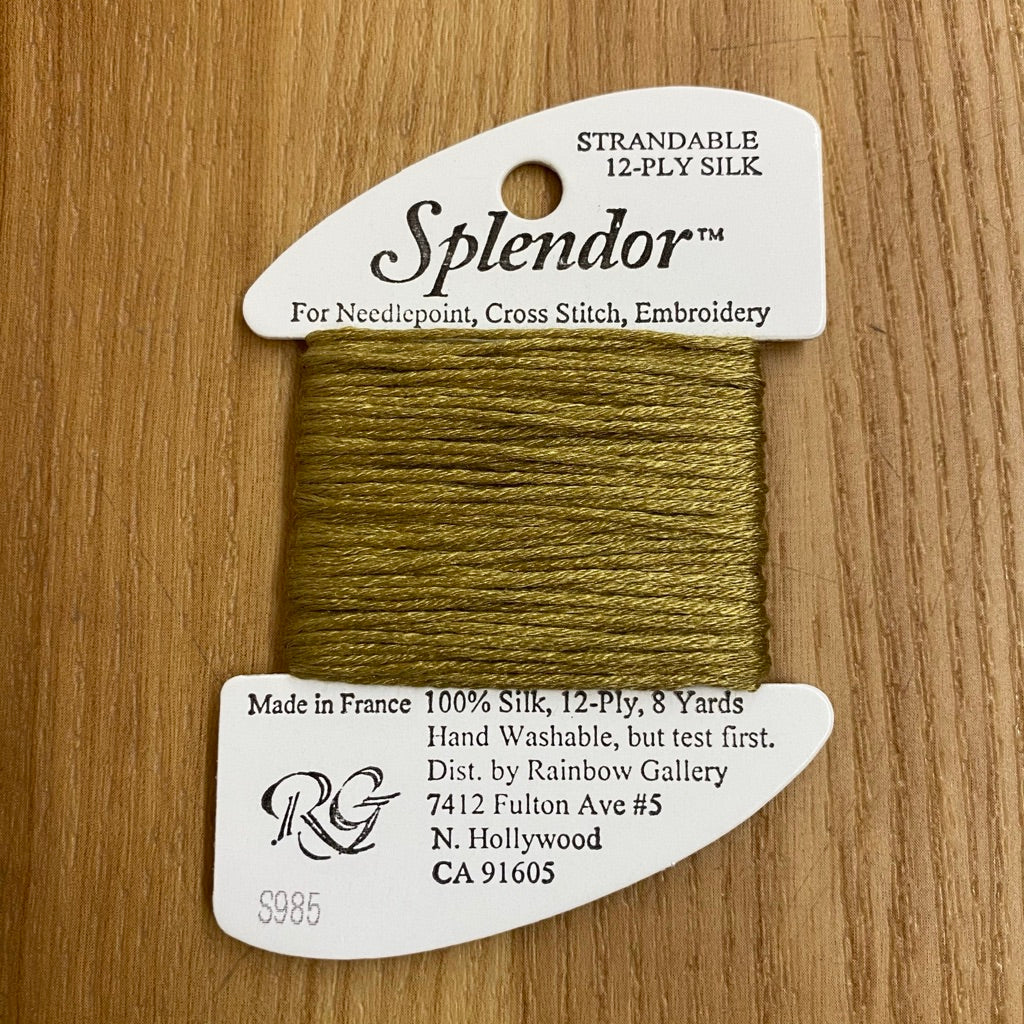 STRANDABLE
12-PLY SILK
Splendor™
For Needlepoint, Cross Stitch, Embroidery
Made in France 100% Silk, 12-Ply, 8 Yards
Hand Washable, but test first.
Dist. by Rainbow Gallery
RG 7412 Fulton Ave #5
N. Hollywood
CA 91605
S985